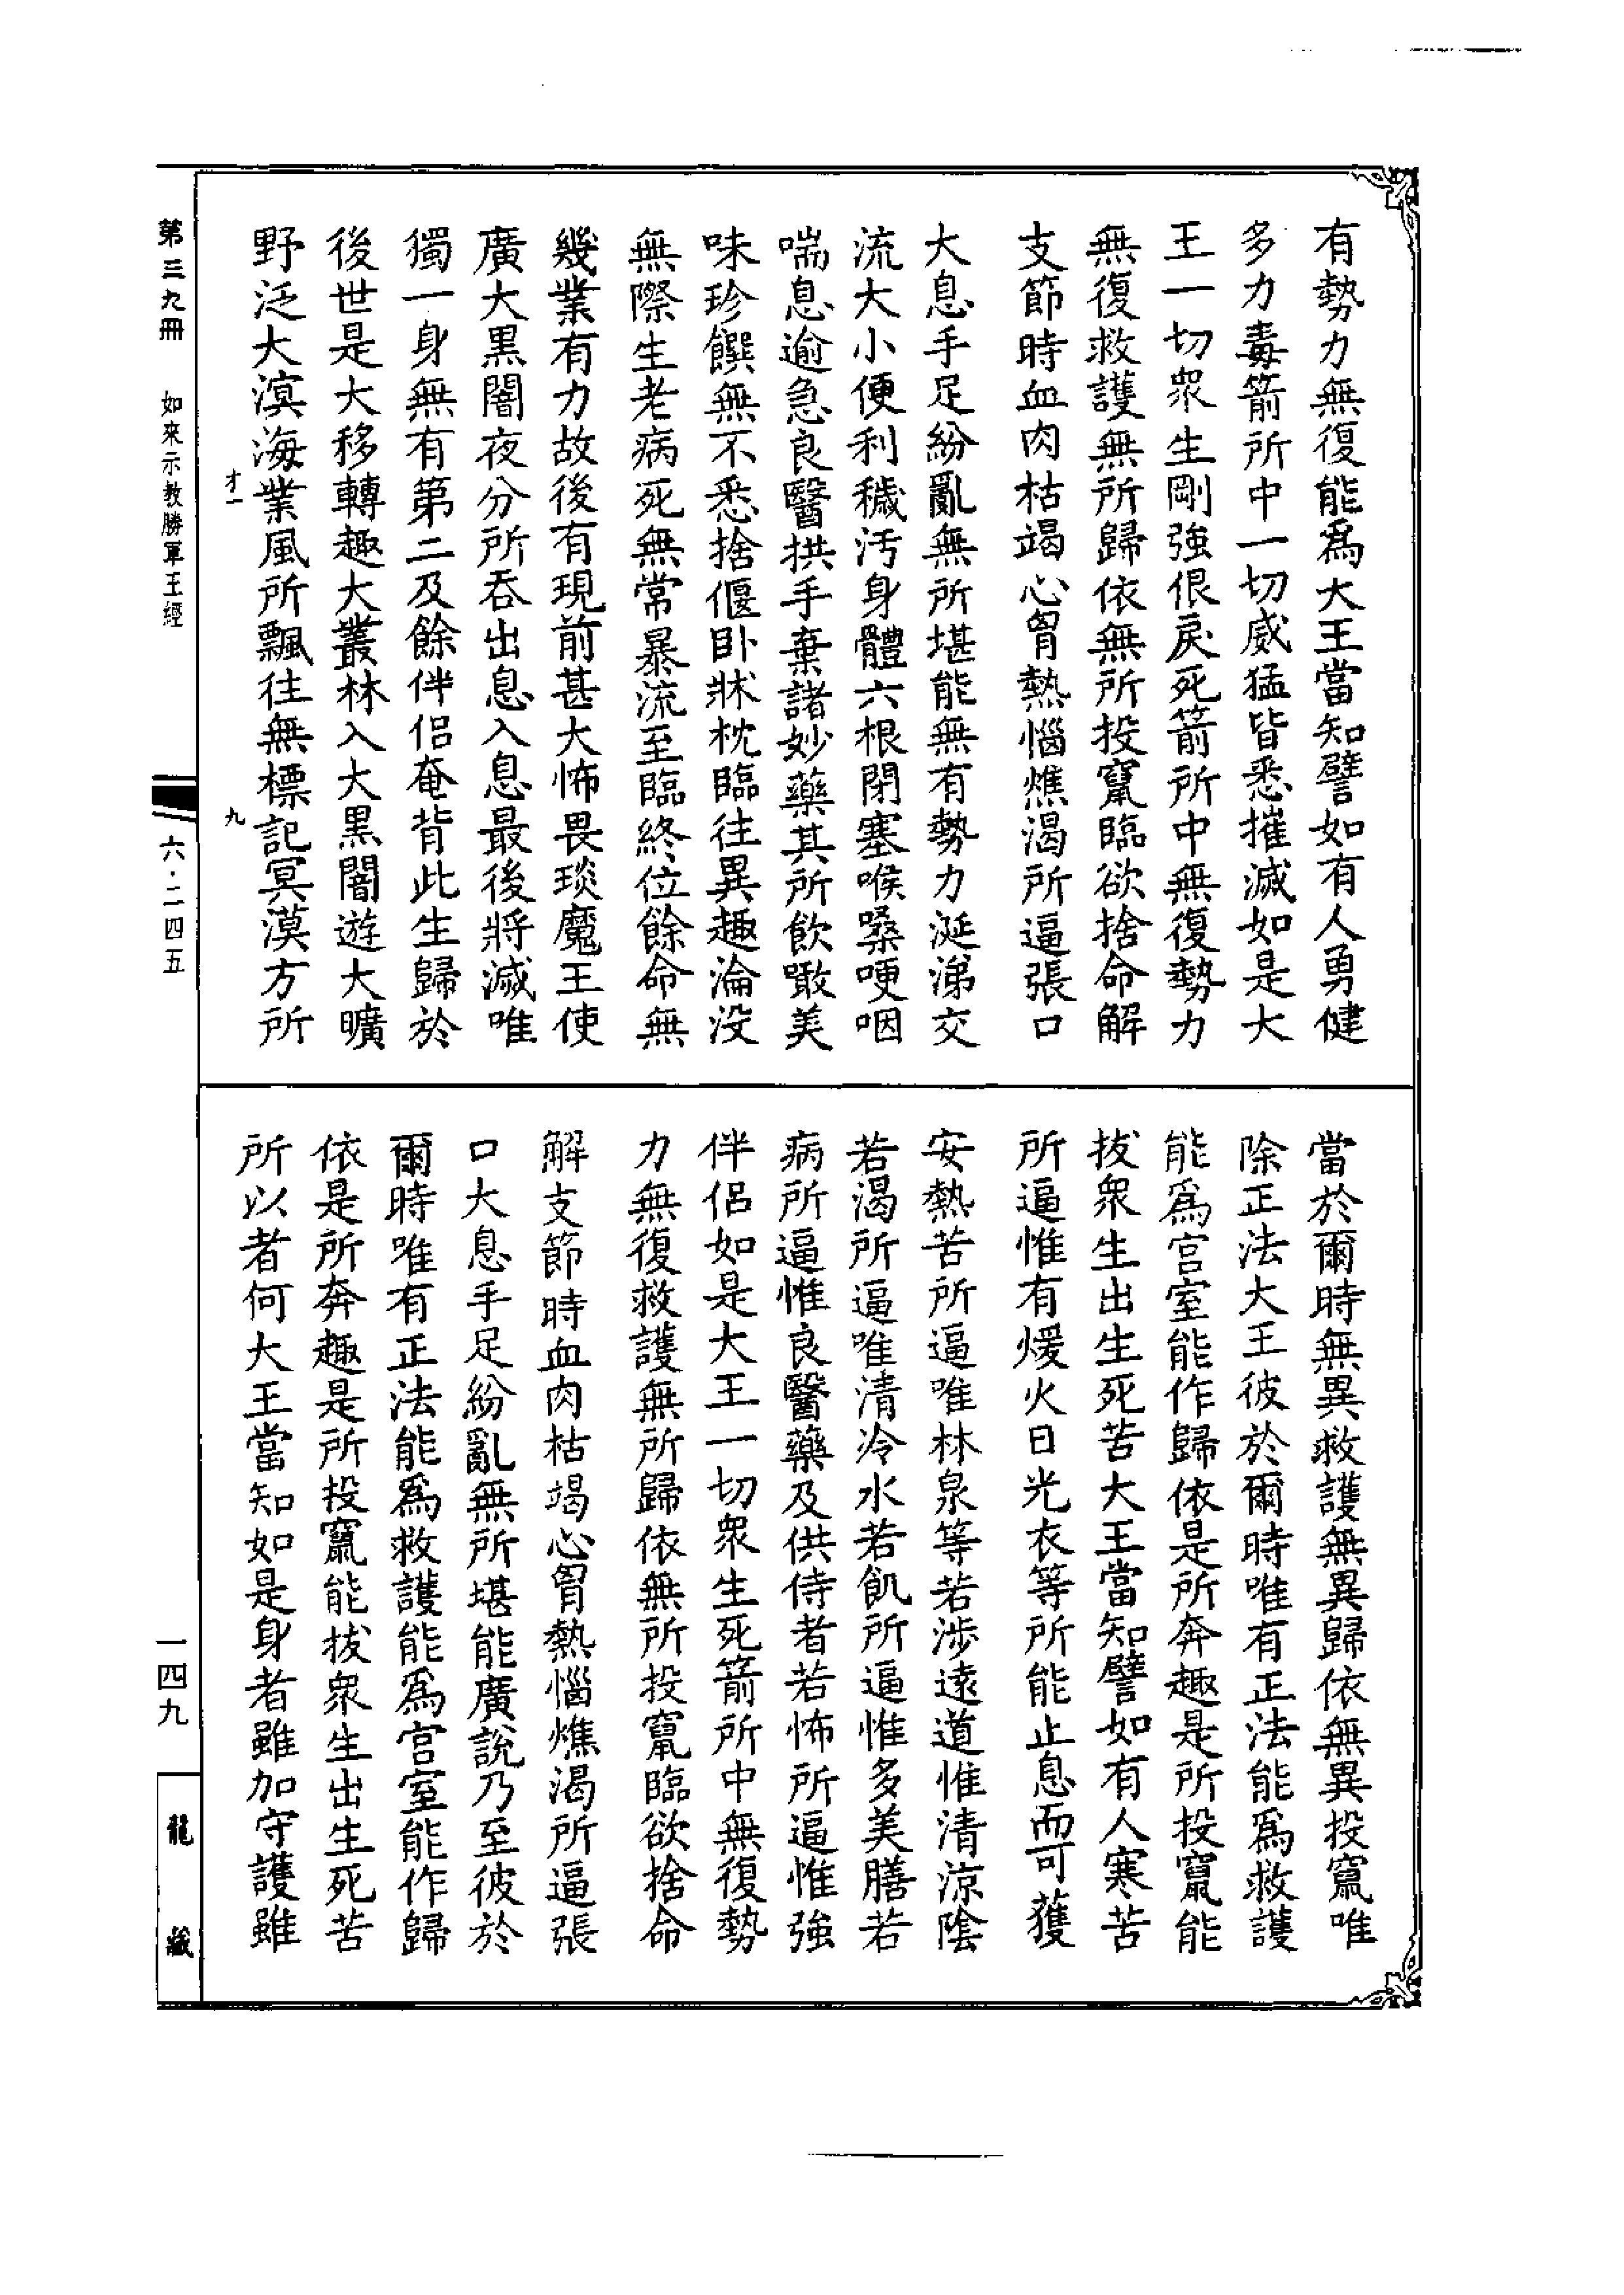 有勢力無復能爲大王當知譬如有人勇健
多力毒箭所中一切威猛皆悉摧滅如是大
王一切衆生剛強佷戾死箭所中無復勢力
無復救護無所歸依無所投竄臨欲捨命解
支節時血肉枯竭心胷熱惱燋渴所逼張口
大息手足紛亂無所堪能無有勢力涎涕交
流大小便利穢汚身體六根閉塞喉嗓哽咽
喘息逾急良醫拱手棄諸妙藥其所飲噉美
味珍饌無不悉捨偃卧牀枕臨往異趣淪没
無際生老病死無常暴流至臨終位餘命無
幾業有力故後有現前甚大怖畏琰魔王使
廣大黒闇夜分所吞出息入息最後將滅唯
獨一身無有第二及餘伴侶奄背此生歸於
後世是大移轉趣大叢林入大黒闇遊大曠
野泛大溟海業風所飄往無標記冥漠方所
當於爾時無異救護無異歸依無異投竄唯
除正法大王彼於爾時唯有正法能爲救護
能爲宫室能作歸依是所奔趣是所投竄能
拔衆生出生死苦大王當知譬如有人寒苦
所逼惟有煖火日光衣等所能止息而可獲
安熱苦所逼唯林泉等若涉遠道惟清涼陰
若渴所逼唯清冷水若飢所逼惟多美膳若
病所逼惟良醫藥及供侍者若怖所逼惟強
伴侶如是大王一切衆生死箭所中無復勢
力無復救護無所歸依無所投竄臨欲捨命
解支節時血肉枯竭心胷熱惱燋渴所逼張
口大息手足紛亂無所堪能廣說乃至彼於
爾時唯有正法能爲救護能爲宫室能作歸
依是所奔趣是所投竄能拔衆生出生死苦
所以者何大王當知如是身者雖加守護雖
才一 九
第三九冊 如來示教勝軍王經 六·二四五 一四九 龍藏